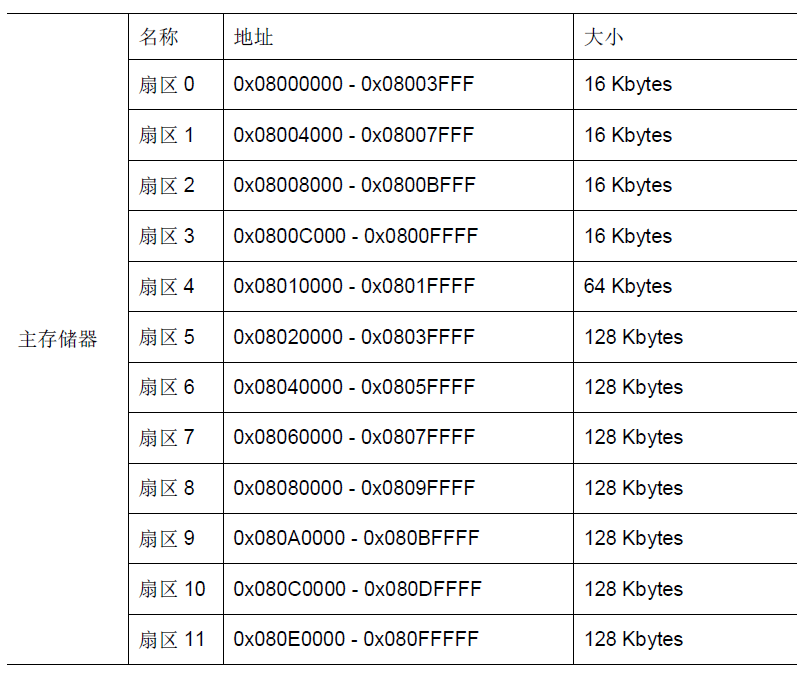 名称 地址 大小
扇区 0 0x08000000 - 0x08003FFF 16 Kbytes
扇区 1 0x08004000 - 0x08007FFF 16 Kbytes
扇区 2 0x08008000 - 0x0800BFFF 16 Kbytes
扇区 3 0x0800C000 - 0x0800FFFF 16 Kbytes
扇区 4 0x08010000 - 0x0801FFFF 64 Kbytes
主存储器 扇区 5 0x08020000 - 0x0803FFFF 128 Kbytes
扇区 6 0x08040000 - 0x0805FFFF 128 Kbytes
扇区 7 0x08060000 - 0x0807FFFF 128 Kbytes
扇区 8 0x08080000 - 0x0809FFFF 128 Kbytes
扇区 9 0x080A0000 - 0x080BFFFF 128 Kbytes
扇区 10 0x080C0000 - 0x080DFFFF 128 Kbytes
扇区 11 0x080E0000 - 0x080FFFFF 128 Kbytes